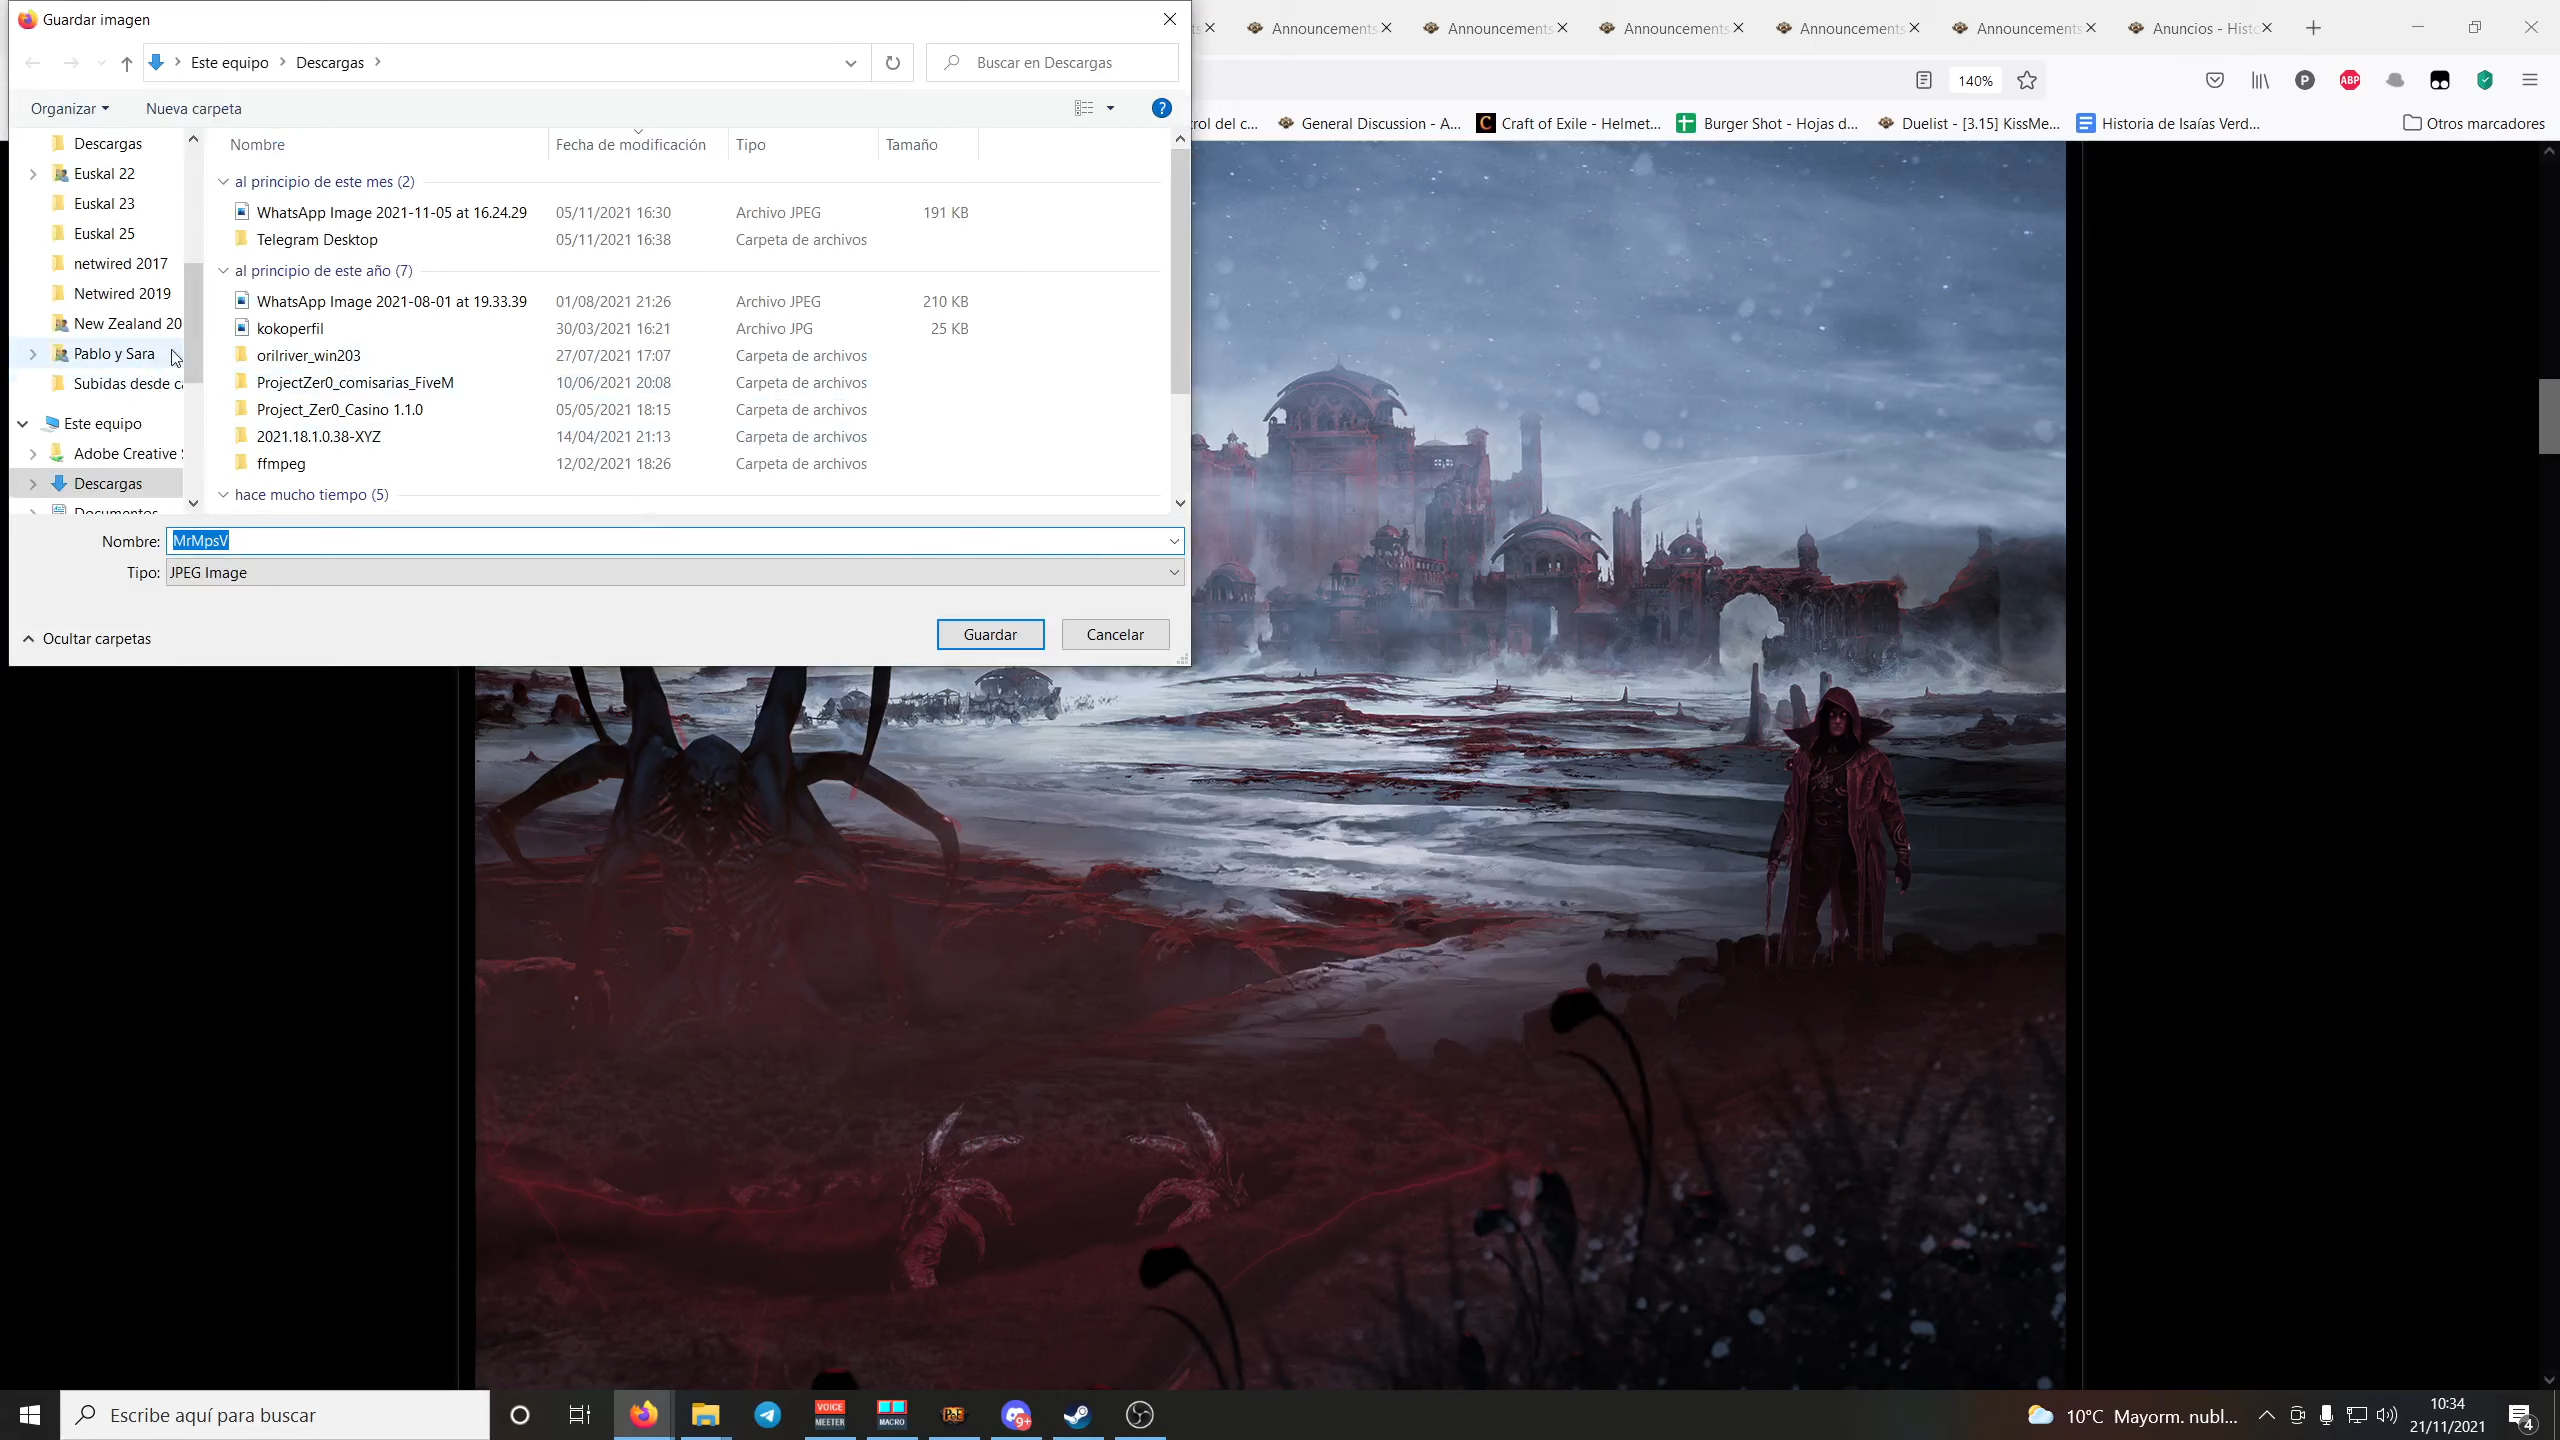 Guardar imagen
Announcements
Announcements
Announcements
Announcements
Announcements
Anuncios - Histo
Este equipo
Descargas
Buscar en Descargas
140%
ABP
Organizar
Nueva carpeta
rol del c...
General Discussion - A...
Craft of Exile - Helmet...
Burger Shot - Hojas d...
Duelist - [3.15] KissMe...
Historia de Isaías Verd...
Otros marcadores
Descargas
Euskal 22
Euskal 23
Euskal 25
netwired 2017
Netwired 2019
New Zealand 20
Pablo y Sara
Subidas desde ca
Este equipo
Adobe Creative
Descargas
Documentos
Nombre Fecha de modificación Tipo Tamaño
al principio de este mes (2)
WhatsApp Image 2021-11-05 at 16.24.29 05/11/2021 16:30 Archivo JPEG 191 KB
Telegram Desktop 05/11/2021 16:38 Carpeta de archivos
al principio de este año (7)
WhatsApp Image 2021-08-01 at 19.33.39 01/08/2021 21:26 Archivo JPEG 210 KB
kokoperfil 30/03/2021 16:21 Archivo JPG 25 KB
orilriver_win203 27/07/2021 17:07 Carpeta de archivos
ProjectZer0_comisarias_FiveM 10/06/2021 20:08 Carpeta de archivos
Project_Zer0_Casino 1.1.0 05/05/2021 18:15 Carpeta de archivos
2021.18.1.0.38-XYZ 14/04/2021 21:13 Carpeta de archivos
ffmpeg 12/02/2021 18:26 Carpeta de archivos
hace mucho tiempo (5)
Nombre: MrMpsV
Tipo: JPEG Image
Ocultar carpetas
Guardar
Cancelar
Escribe aquí para buscar
VOICE
MEETER
MACRO
PoE
9+
10°C Mayorm. nubl...
10:34
21/11/2021
4